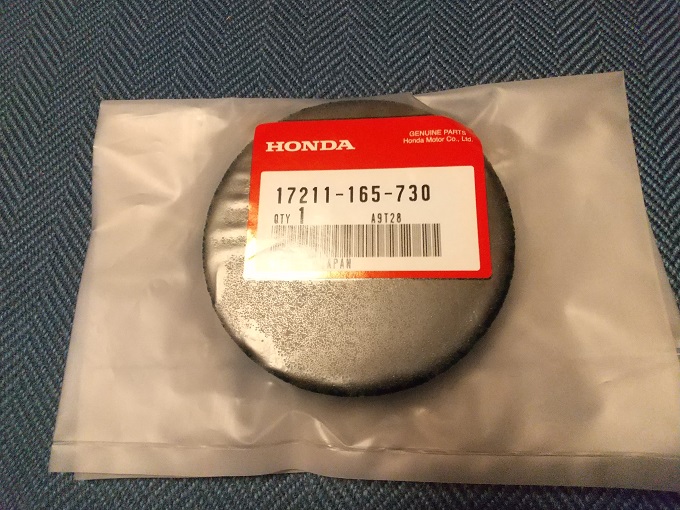 GENUINE PARTS
Honda Motor Co., Ltd.
HONDA
17211-165-730
QTY 1 A9T28